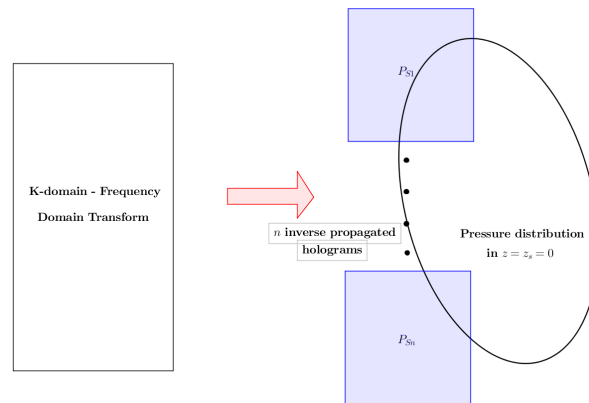 $P_{S1}$
K-domain - Frequency
Domain Transform
$n$ inverse propagated
holograms
Pressure distribution
in $z = z_s = 0$
$P_{Sn}$